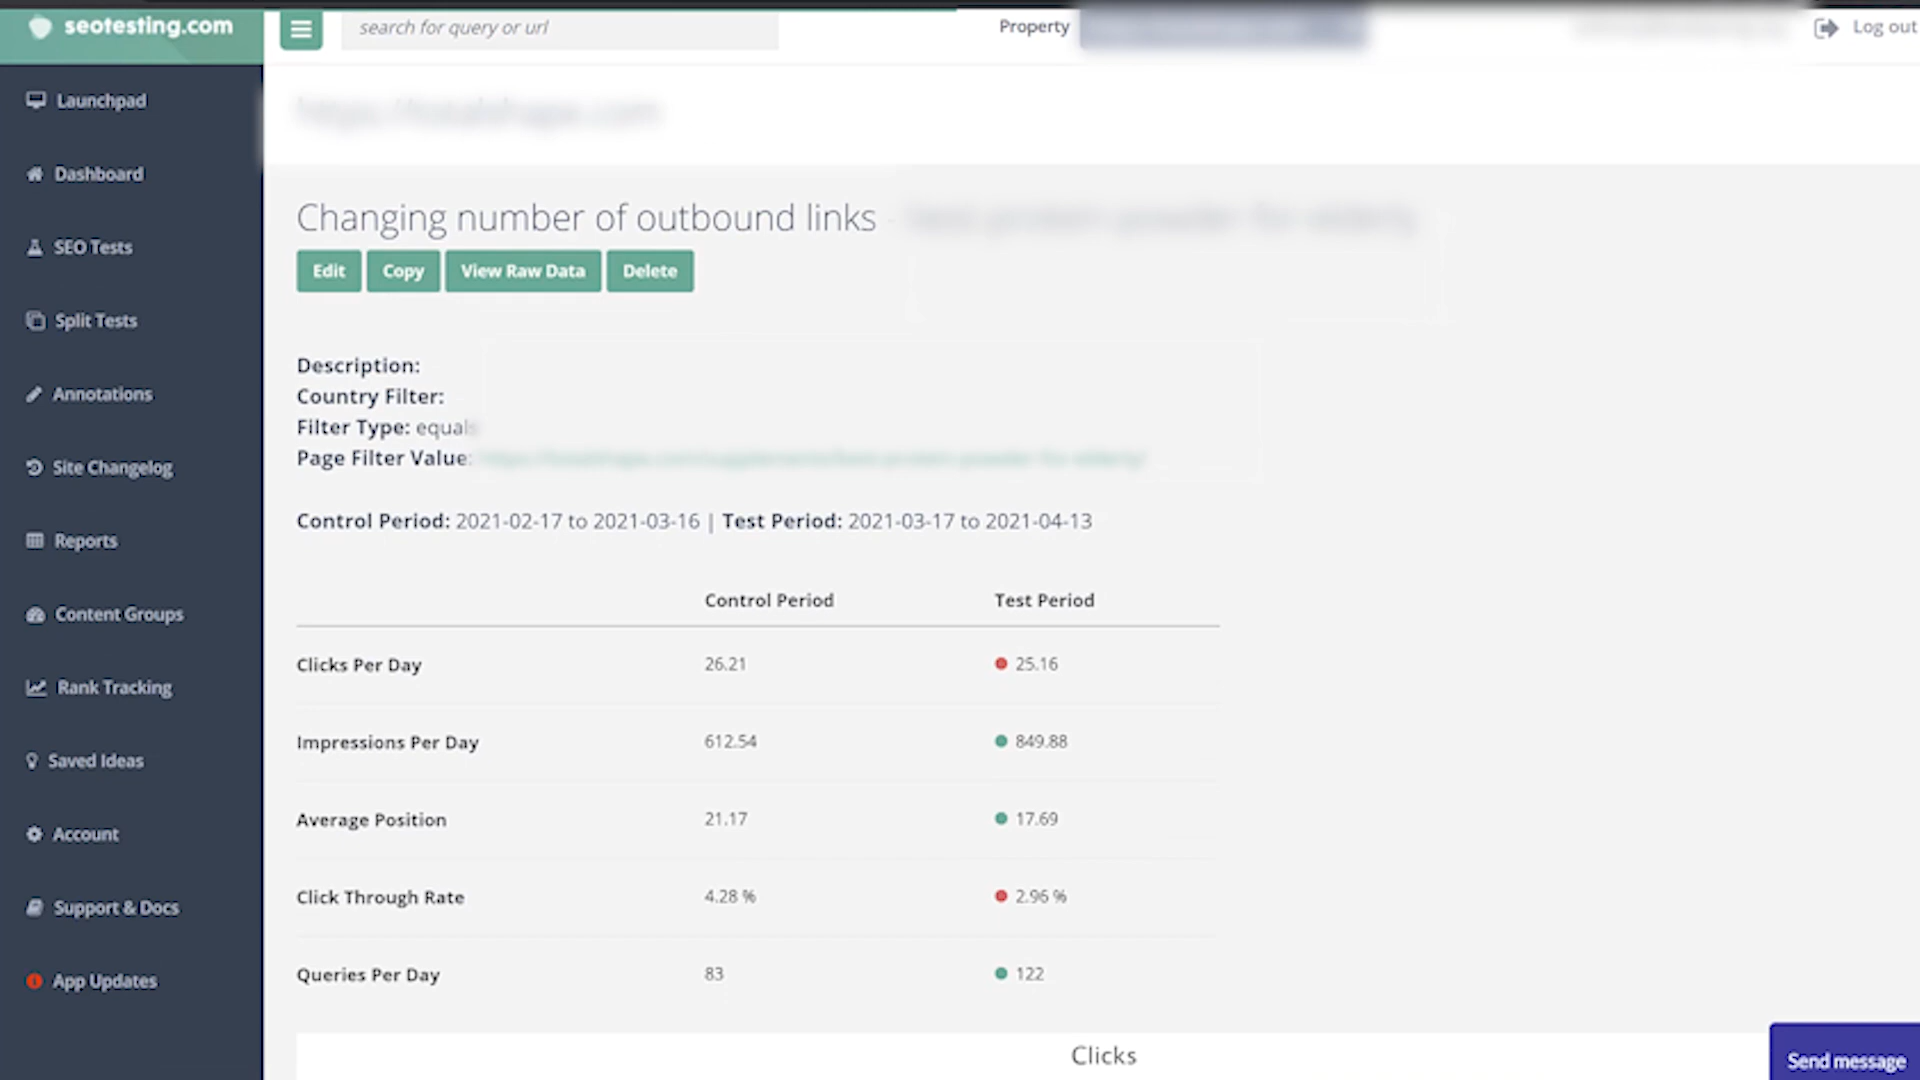 seotesting.com
search for query or url
Property
Log out
Launchpad
Dashboard
SEO Tests
Split Tests
Annotations
Site Changelog
Reports
Content Groups
Rank Tracking
Saved Ideas
Account
Support & Docs
App Updates
Changing number of outbound links
Edit Copy View Raw Data Delete
Description:
Country Filter:
Filter Type: equals
Page Filter Value:
Control Period: 2021-02-17 to 2021-03-16 | Test Period: 2021-03-17 to 2021-04-13
Control Period Test Period
Clicks Per Day 26.21 25.16
Impressions Per Day 612.54 849.88
Average Position 21.17 17.69
Click Through Rate 4.28 % 2.96 %
Queries Per Day 83 122
Clicks
Send message